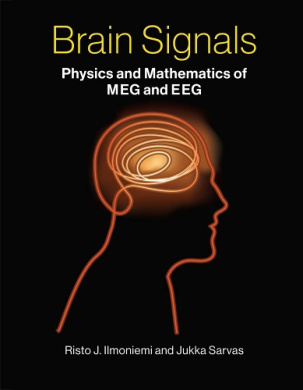 Brain Signals
Physics and Mathematics of
MEG and EEG
Risto J. Ilmoniemi and Jukka Sarvas